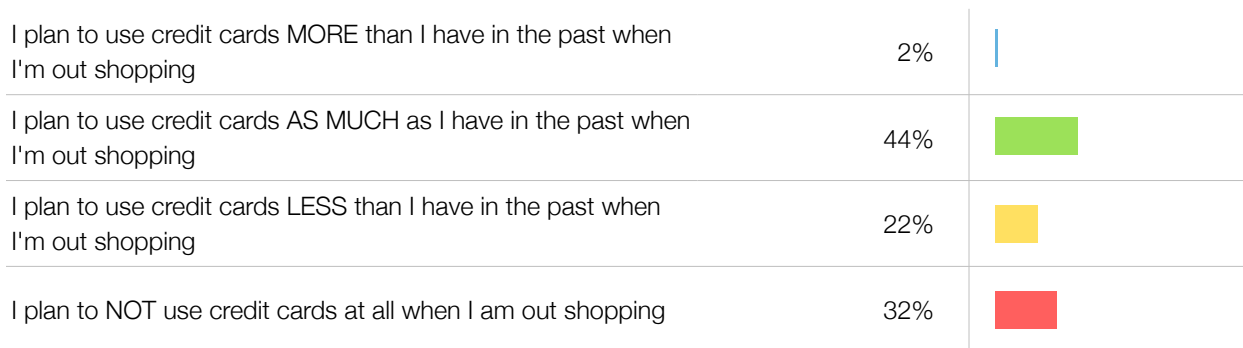 I plan to use credit cards MORE than I have in the past when
I'm out shopping
2%
I plan to use credit cards AS MUCH as I have in the past when
I'm out shopping
44%
I plan to use credit cards LESS than I have in the past when
I'm out shopping
22%
I plan to NOT use credit cards at all when I am out shopping
32%